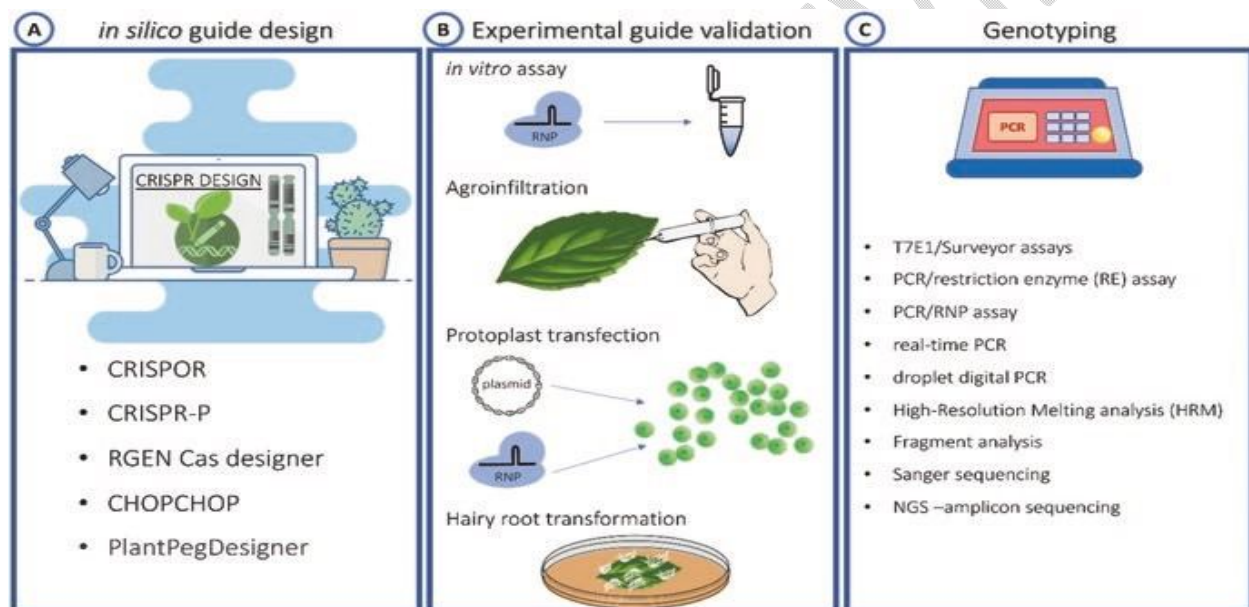 A
in silico guide design
CRISPR DESIGN
• CRISPOR
• CRISPR-P
• RGEN Cas designer
• CHOPCHOP
• PlantPegDesigner
B
Experimental guide validation
in vitro assay
RNP
Agroinfiltration
Protoplast transfection
plasmid
RNP
Hairy root transformation
C
Genotyping
PCR
• T7E1/Surveyor assays
• PCR/restriction enzyme (RE) assay
• PCR/RNP assay
• real-time PCR
• droplet digital PCR
• High-Resolution Melting analysis (HRM)
• Fragment analysis
• Sanger sequencing
• NGS –amplicon sequencing